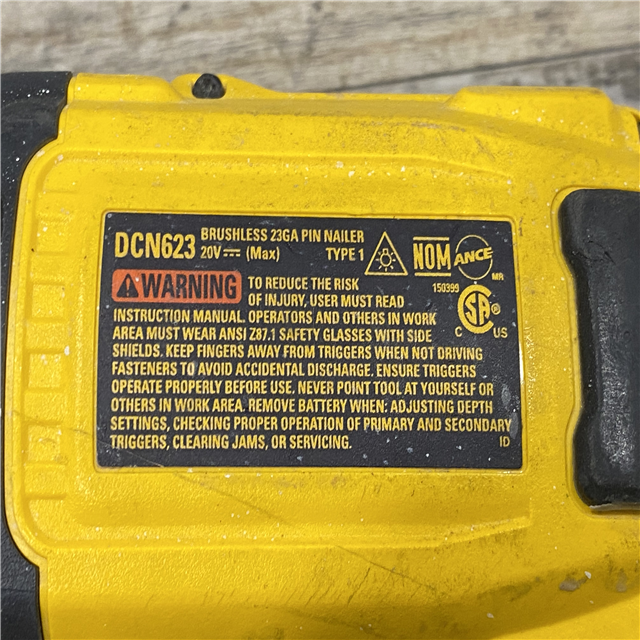 DCN623 BRUSHLESS 23GA PIN NAILER
20V⎓ (Max) TYPE 1
NOM ANCE
MR
150399
⚠WARNING TO REDUCE THE RISK
OF INJURY, USER MUST READ
INSTRUCTION MANUAL. OPERATORS AND OTHERS IN WORK
AREA MUST WEAR ANSI Z87.1 SAFETY GLASSES WITH SIDE
SHIELDS. KEEP FINGERS AWAY FROM TRIGGERS WHEN NOT DRIVING
FASTENERS TO AVOID ACCIDENTAL DISCHARGE. ENSURE TRIGGERS
OPERATE PROPERLY BEFORE USE. NEVER POINT TOOL AT YOURSELF OR
OTHERS IN WORK AREA. REMOVE BATTERY WHEN: ADJUSTING DEPTH
SETTINGS, CHECKING PROPER OPERATION OF PRIMARY AND SECONDARY
TRIGGERS, CLEARING JAMS, OR SERVICING.
SA ®
C US
ID